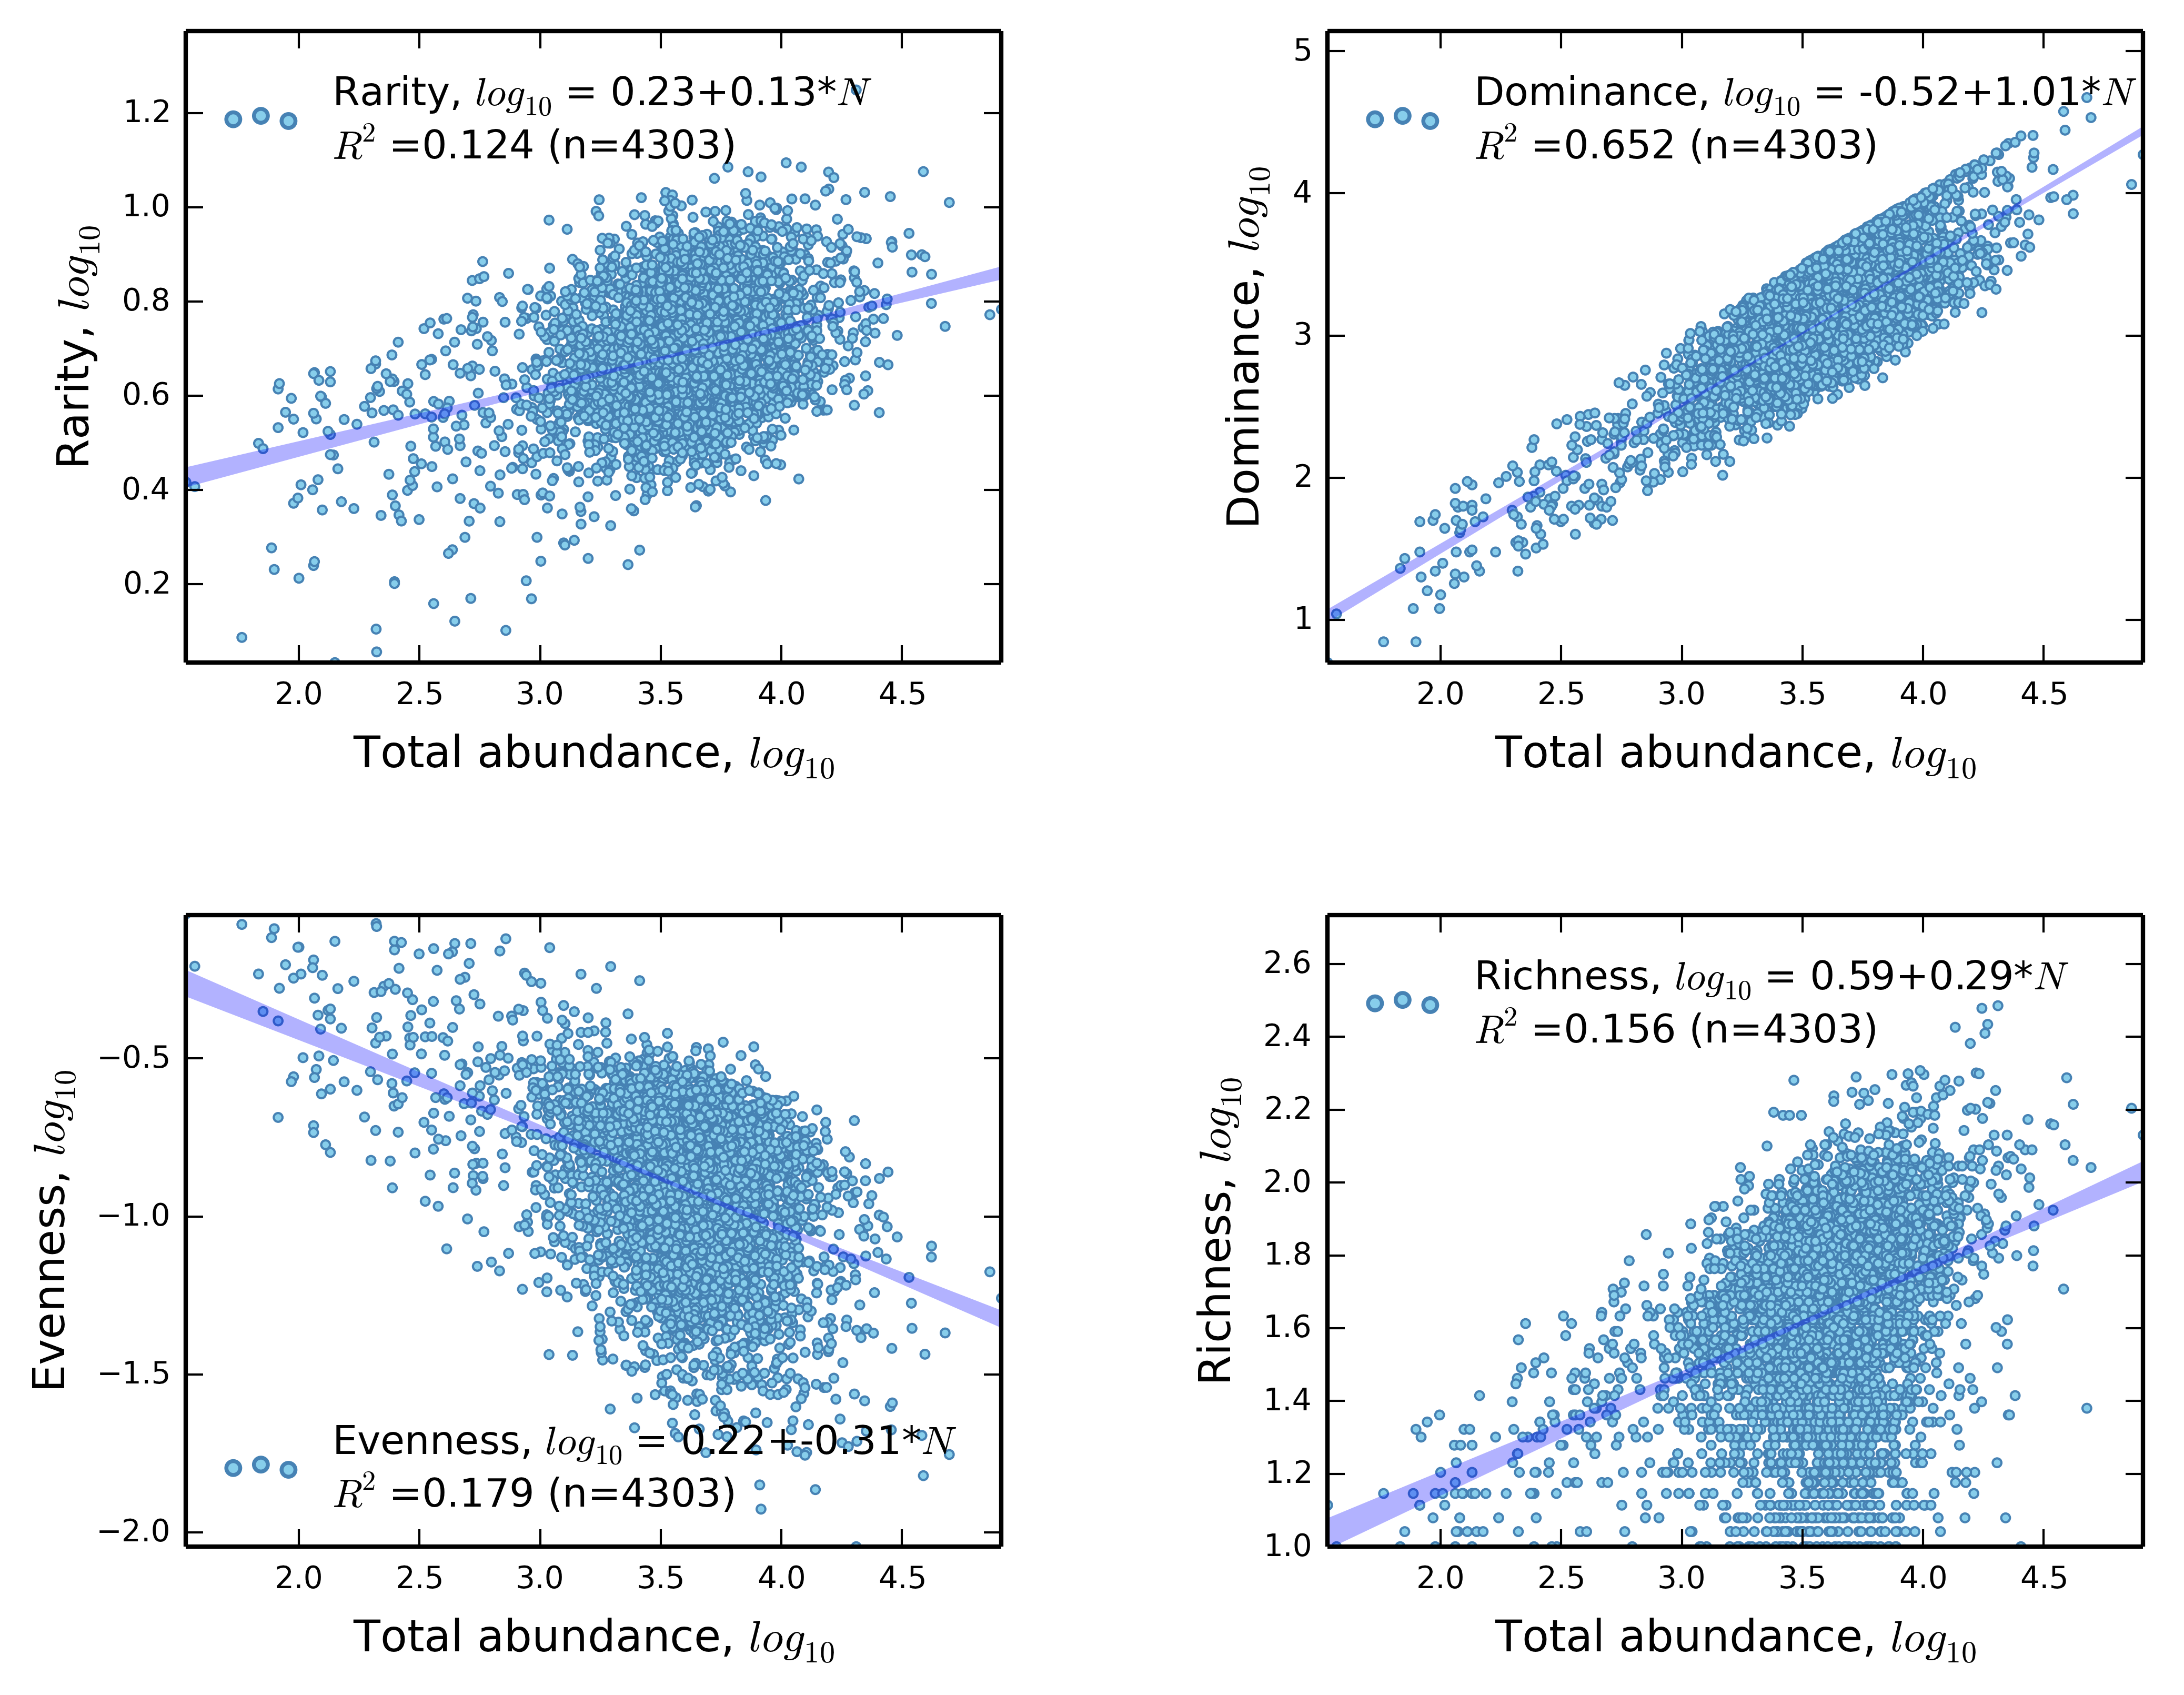 Rarity, log10 = 0.23+0.13*N
R2 =0.124 (n=4303)
1.2
1.0
0.8
0.6
0.4
0.2
Rarity, log10
2.0 2.5 3.0 3.5 4.0 4.5
Total abundance, log10
Dominance, log10 = -0.52+1.01*N
R2 =0.652 (n=4303)
5
4
3
2
1
Dominance, log10
2.0 2.5 3.0 3.5 4.0 4.5
Total abundance, log10
−0.5
−1.0
−1.5
−2.0
Evenness, log10
Evenness, log10 = 0.22+-0.31*N
R2 =0.179 (n=4303)
2.0 2.5 3.0 3.5 4.0 4.5
Total abundance, log10
Richness, log10 = 0.59+0.29*N
R2 =0.156 (n=4303)
2.6
2.4
2.2
2.0
1.8
1.6
1.4
1.2
1.0
Richness, log10
2.0 2.5 3.0 3.5 4.0 4.5
Total abundance, log10